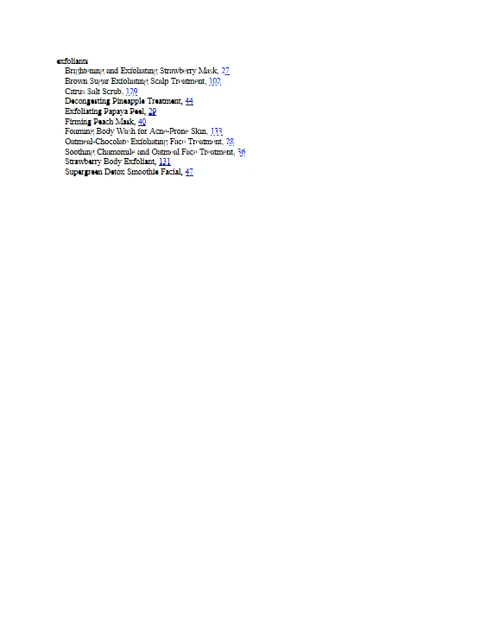 exfoliants
Brightening and Exfoliating Strawberry Mask, 27
Brown Sugar Exfoliating Scalp Treatment, 102
Citrus Salt Scrub, 129
Decongesting Pineapple Treatment, 44
Exfoliating Papaya Peel, 29
Firming Peach Mask, 40
Foaming Body Wash for Acne-Prone Skin, 133
Oatmeal-Chocolate Exfoliating Face Treatment, 28
Soothing Chamomile and Oatmeal Face Treatment, 36
Strawberry Body Exfoliant, 131
Supergreen Detox Smoothie Facial, 47